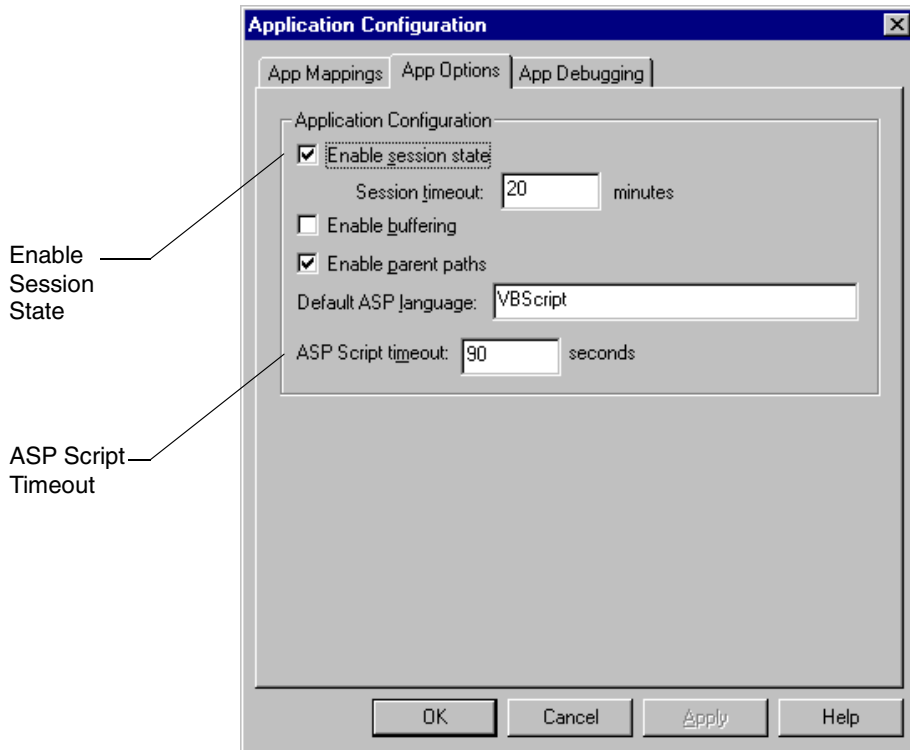 Application Configuration
App Mappings App Options App Debugging
Application Configuration
Enable session state
Session timeout: 20 minutes
Enable buffering
Enable parent paths
Default ASP language: VBScript
ASP Script timeout: 90 seconds
Enable
Session
State
ASP Script
Timeout
OK Cancel Apply Help